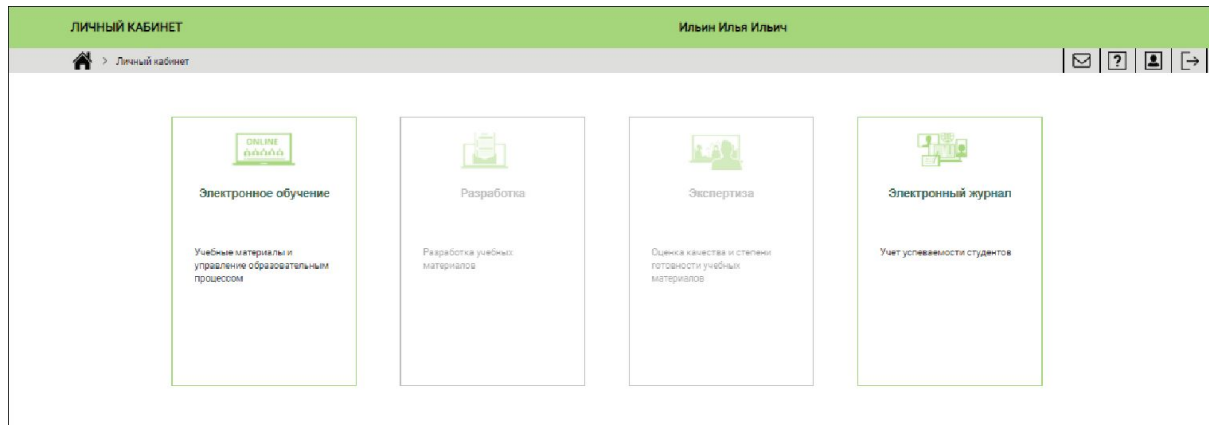 ЛИЧНЫЙ КАБИНЕТ
Ильин Илья Ильич
> Личный кабинет
ONLINE
Электронное обучение
Учебные материалы и
управление образовательным
процессом
Разработка
Разработка учебных
материалов
Экспертиза
Оценка качества и степени
готовности учебных
материалов
Электронный журнал
Учет успеваемости студентов